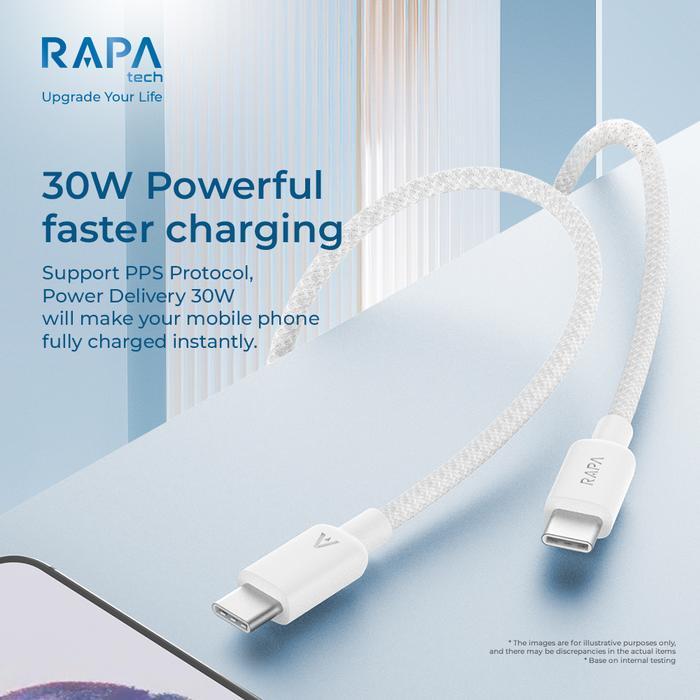 RAPA
tech
Upgrade Your Life
30W Powerful
faster charging
Support PPS Protocol,
Power Delivery 30W
will make your mobile phone
fully charged instantly.
RAPA
* The images are for illustrative purposes only,
and there may be discrepancies in the actual items
* Base on internal testing